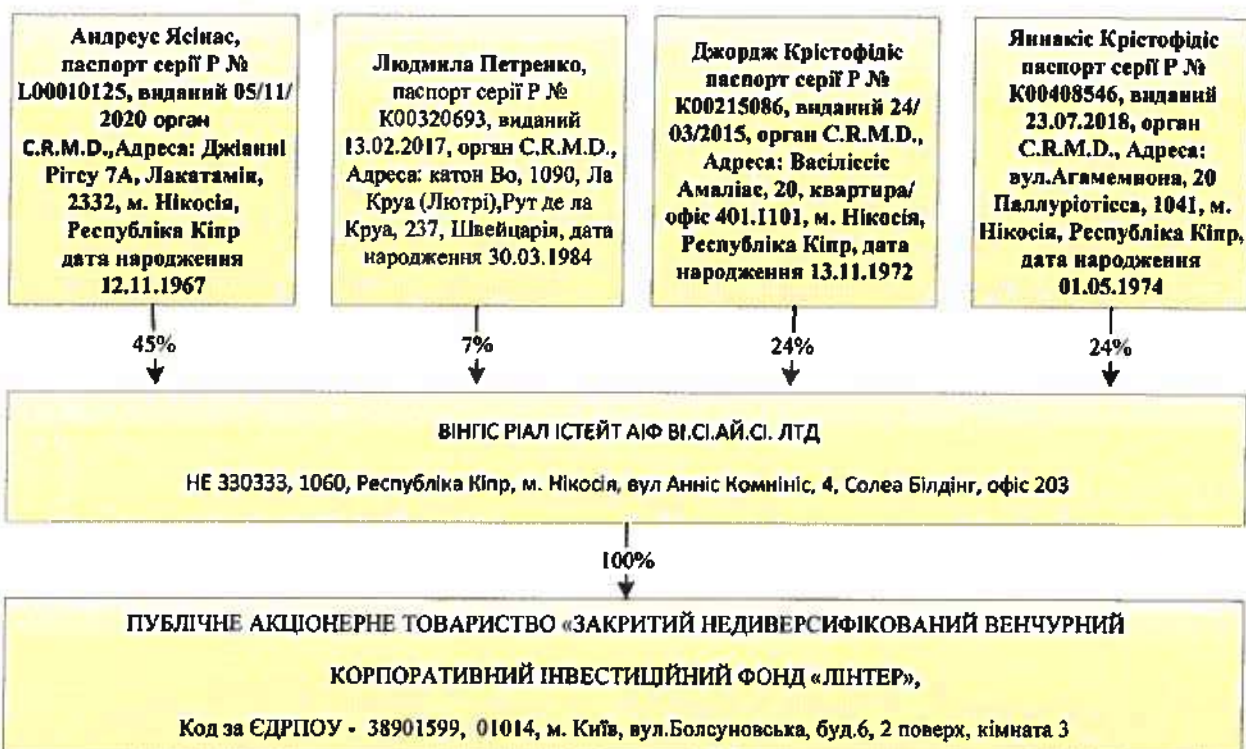 Андреус Ясінас,
паспорт серії P №
L00010125, виданий 05/11/
2020 орган
C.R.M.D.,Адреса: Джіанні
Рітсу 7А, Лакатамія,
2332, м. Нікосія,
Республіка Кіпр
дата народження
12.11.1967
Людмила Петренко,
паспорт серії P №
K00320693, виданий
13.02.2017, орган C.R.M.D.,
Адреса: катон Во, 1090, Ла
Круа (Лютрі),Рут де ла
Круа, 237, Швейцарія, дата
народження 30.03.1984
Джордж Крістофідіс
паспорт серії P №
K00215086, виданий 24/
03/2015, орган C.R.M.D.,
Адреса: Васіліссіс
Амаліас, 20, квартира/
офіс 401.1101, м. Нікосія,
Республіка Кіпр, дата
народження 13.11.1972
Яннакіс Крістофідіс
паспорт серії P №
K00408546, виданий
23.07.2018, орган
C.R.M.D., Адреса:
вул.Агамемнона, 20
Паллуріотісса, 1041, м.
Нікосія, Республіка Кіпр,
дата народження
01.05.1974
45%
7%
24%
24%
ВІНГІС РІАЛ ІСТЕЙТ АІФ ВІ.СІ.АЙ.СІ. ЛТД
НЕ 330333, 1060, Республіка Кіпр, м. Нікосія, вул Анніс Комнініс, 4, Солеа Білдінг, офіс 203
100%
ПУБЛІЧНЕ АКЦІОНЕРНЕ ТОВАРИСТВО «ЗАКРИТИЙ НЕДИВЕРСИФІКОВАНИЙ ВЕНЧУРНИЙ
КОРПОРАТИВНИЙ ІНВЕСТИЦІЙНИЙ ФОНД «ЛІНТЕР»,
Код за ЄДРПОУ - 38901599, 01014, м. Київ, вул.Болсуновська, буд.6, 2 поверх, кімната 3